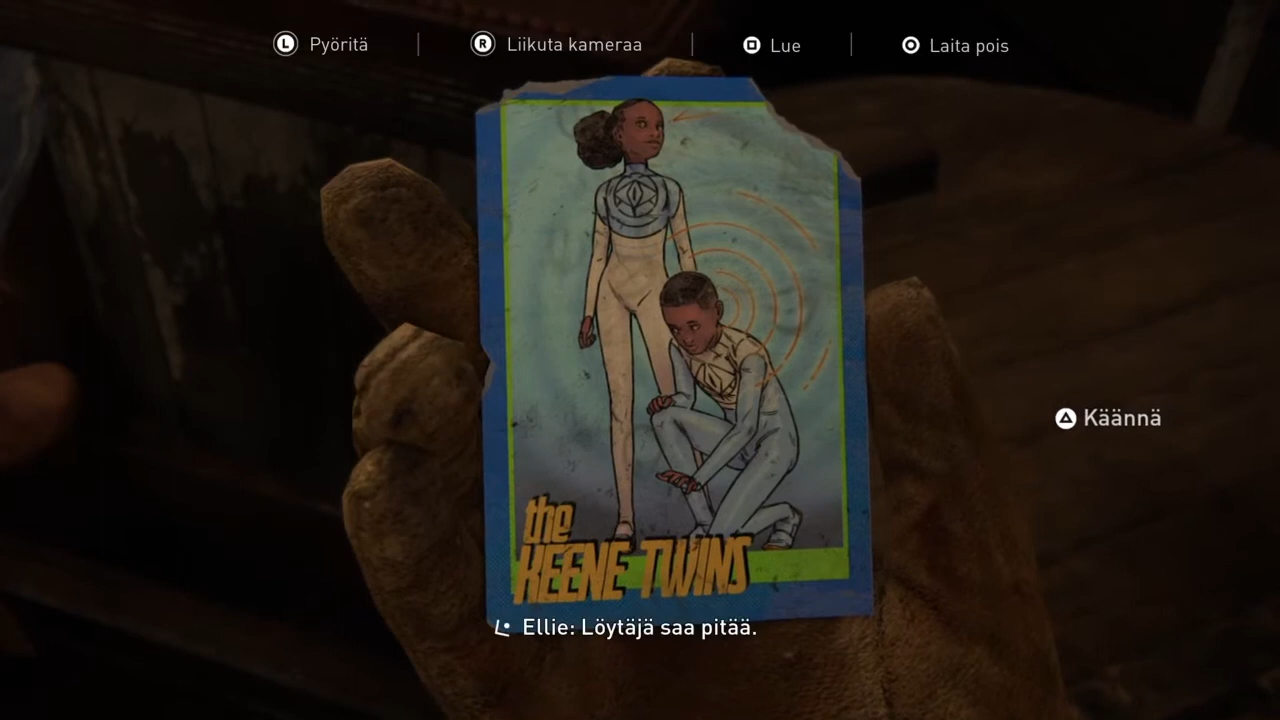 L Pyöritä
R Liikuta kameraa
Lue
Laita pois
Käännä
the
KEENE TWINS
Ellie: Löytäjä saa pitää.